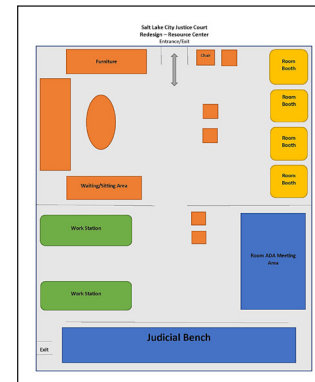 Salt Lake City Justice Court
Redesign – Resource Center
Entrance/Exit
Furniture
Chair
Room
Booth
Room
Booth
Room
Booth
Room
Booth
Waiting/Sitting Area
Work Station
Room ADA Meeting
Area
Work Station
Judicial Bench
Exit